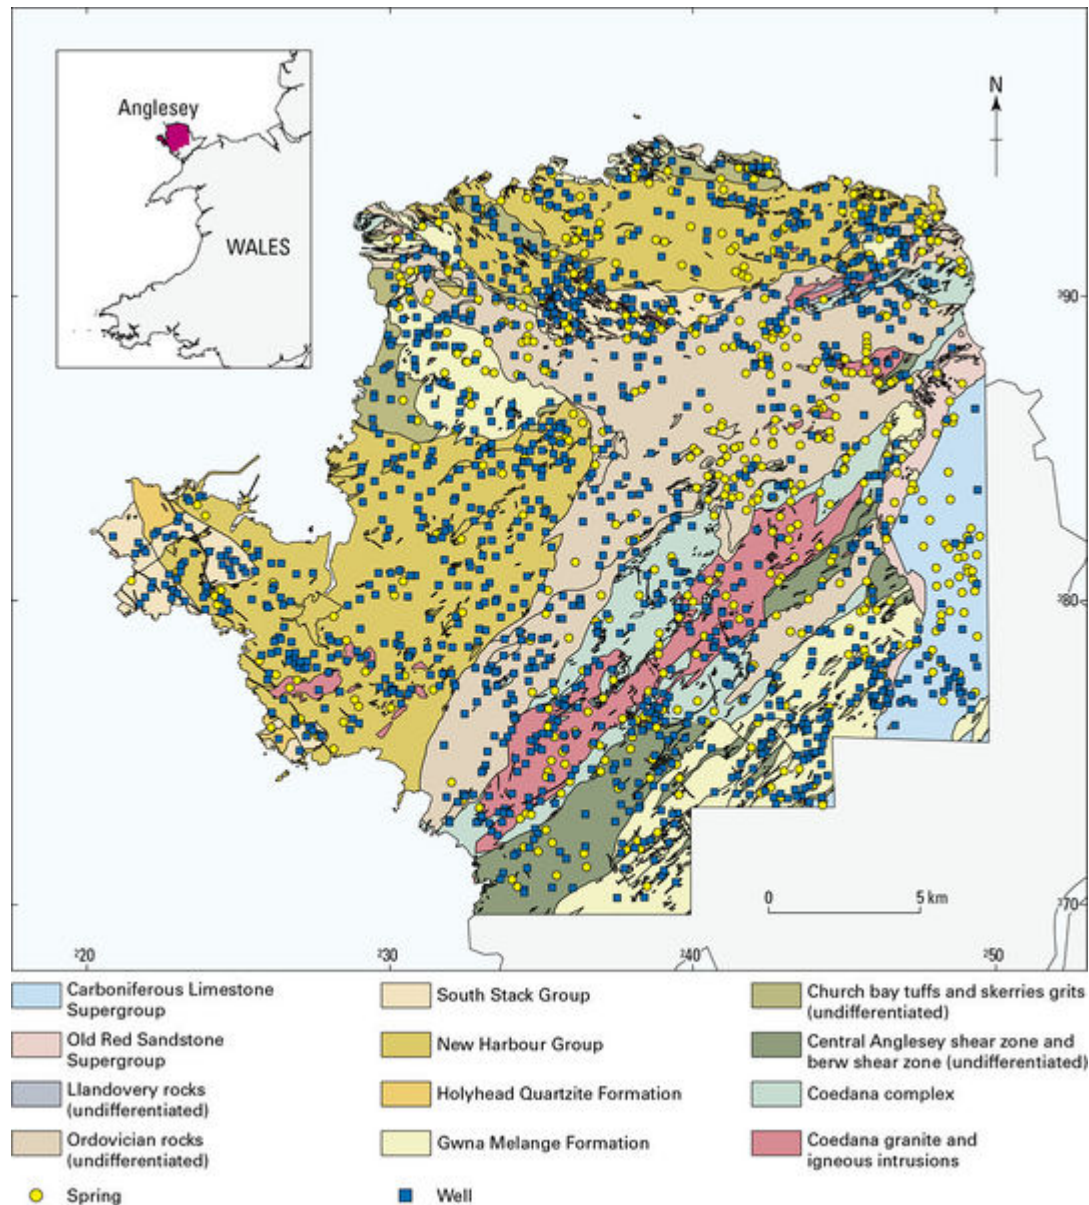 Anglesey
WALES
N
³90
³80
³70
0 5 km
²20 ²30 ²40 ²50
Carboniferous Limestone
Supergroup
Old Red Sandstone
Supergroup
Llandovery rocks
(undifferentiated)
Ordovician rocks
(undifferentiated)
Spring
South Stack Group
New Harbour Group
Holyhead Quartzite Formation
Gwna Melange Formation
Well
Church bay tuffs and skerries grits
(undifferentiated)
Central Anglesey shear zone and
berw shear zone (undifferentiated)
Coedana complex
Coedana granite and
igneous intrusions